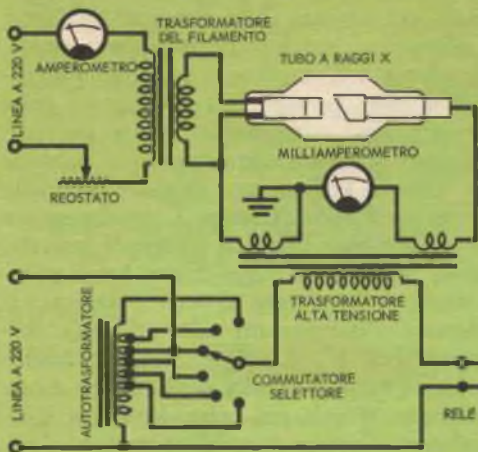 TRASFORMATORE
DEL FILAMENTO
AMPEROMETRO
LINEA A 220 V
REOSTATO
TUBO A RAGGI X
MILLIAMPEROMETRO
TRASFORMATORE
ALTA TENSIONE
LINEA A 220 V
AUTOTRASFORMATORE
COMMUTATORE
SELETTORE
RELÈ